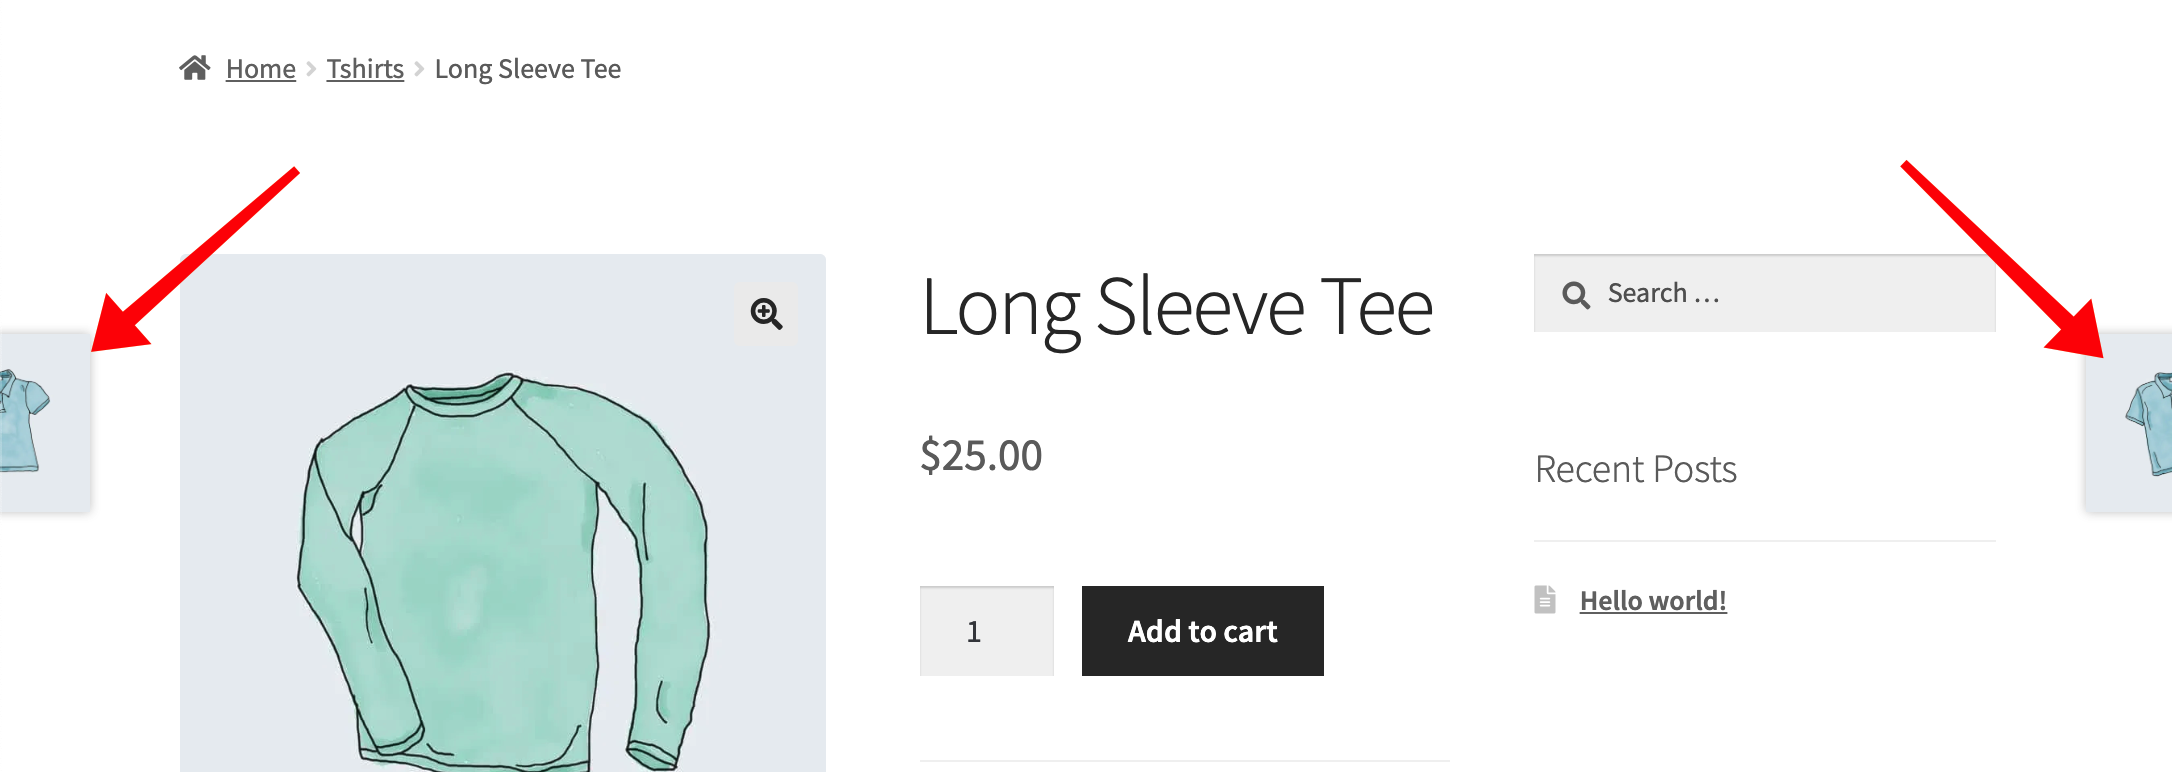 Home Tshirts Long Sleeve Tee
Long Sleeve Tee
$25.00
1
Add to cart
Search …
Recent Posts
Hello world!